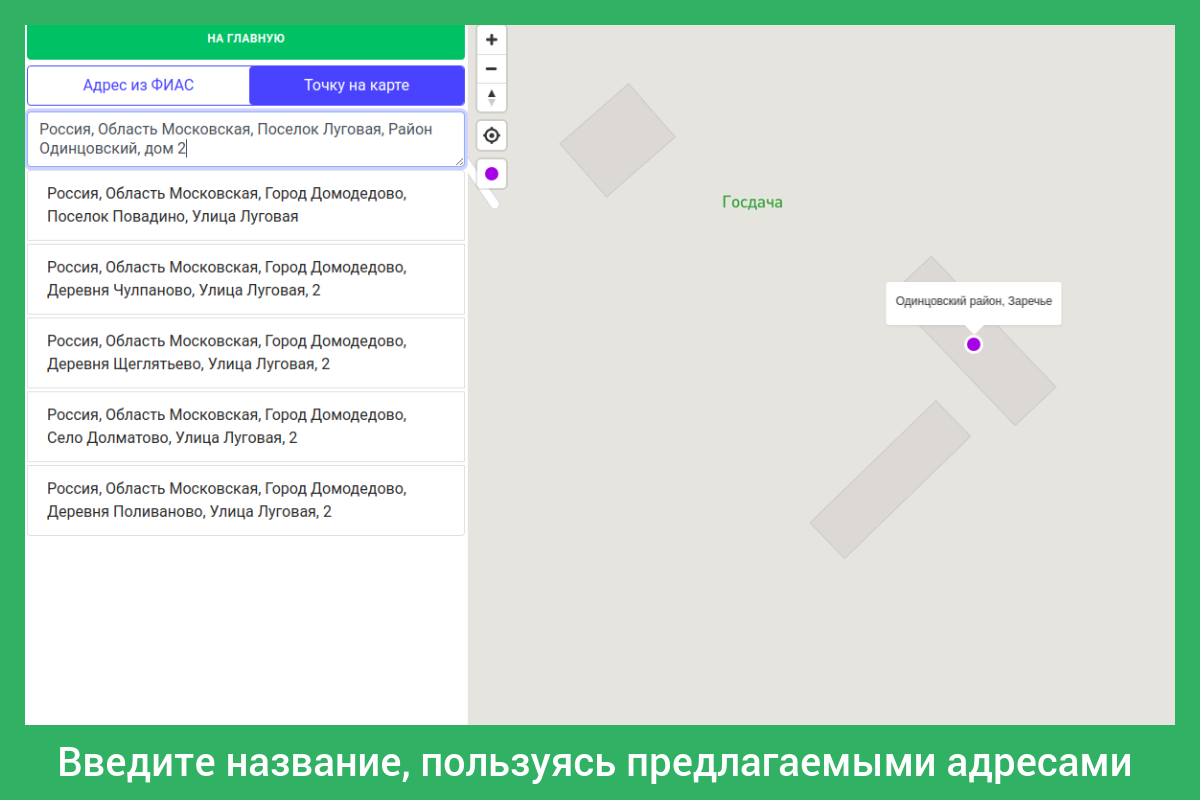 НА ГЛАВНУЮ
Адрес из ФИАС
Точку на карте
Россия, Область Московская, Поселок Луговая, Район
Одинцовский, дом 2
Россия, Область Московская, Город Домодедово,
Поселок Повадино, Улица Луговая
Россия, Область Московская, Город Домодедово,
Деревня Чулпаново, Улица Луговая, 2
Россия, Область Московская, Город Домодедово,
Деревня Щеглятьево, Улица Луговая, 2
Россия, Область Московская, Город Домодедово,
Село Долматово, Улица Луговая, 2
Россия, Область Московская, Город Домодедово,
Деревня Поливаново, Улица Луговая, 2
Госдача
Одинцовский район, Заречье
Введите название, пользуясь предлагаемыми адресами